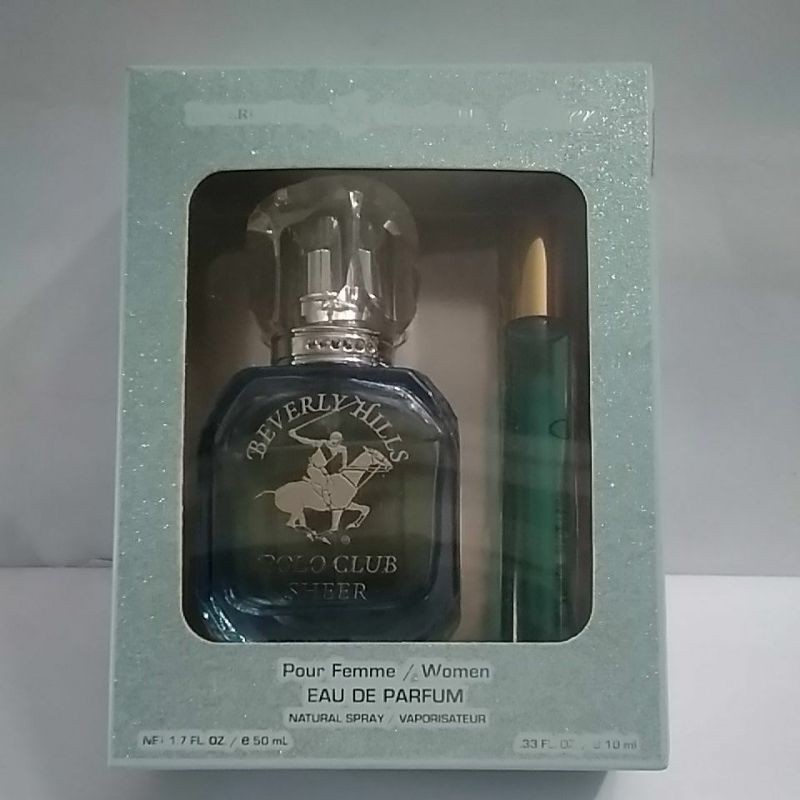 BEVERLY HILLS
POLO CLUB
SHEER
Pour Femme / Women
EAU DE PARFUM
NATURAL SPRAY / VAPORISATEUR
NET 1.7 FL. OZ. / e 50 mL
.33 FL. OZ. / e 10 ml